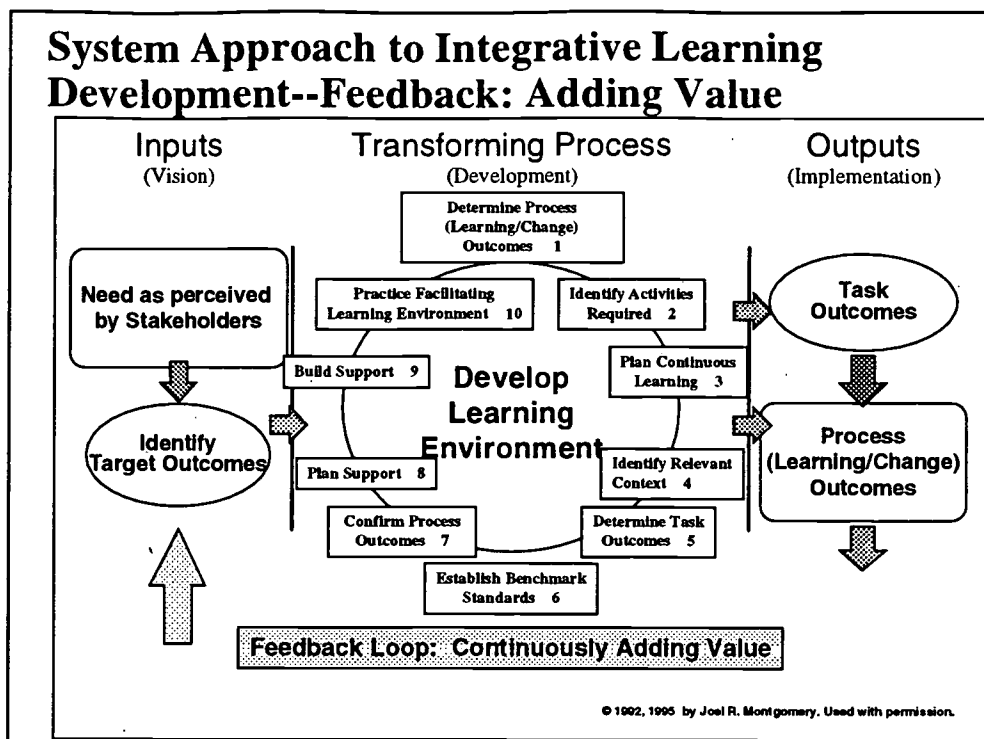 System Approach to Integrative Learning
Development--Feedback: Adding Value
Inputs
(Vision)
Transforming Process
(Development)
Outputs
(Implementation)
Need as perceived
by Stakeholders
Identify
Target Outcomes
Determine Process
(Learning/Change)
Outcomes 1
Identify Activities
Required 2
Plan Continuous
Learning 3
Identify Relevant
Context 4
Determine Task
Outcomes 5
Establish Benchmark
Standards 6
Confirm Process
Outcomes 7
Plan Support 8
Build Support 9
Practice Facilitating
Learning Environment 10
Develop
Learning
Environment
Task
Outcomes
Process
(Learning/Change)
Outcomes
Feedback Loop: Continuously Adding Value
© 1992, 1995 by Joel R. Montgomery. Used with permission.